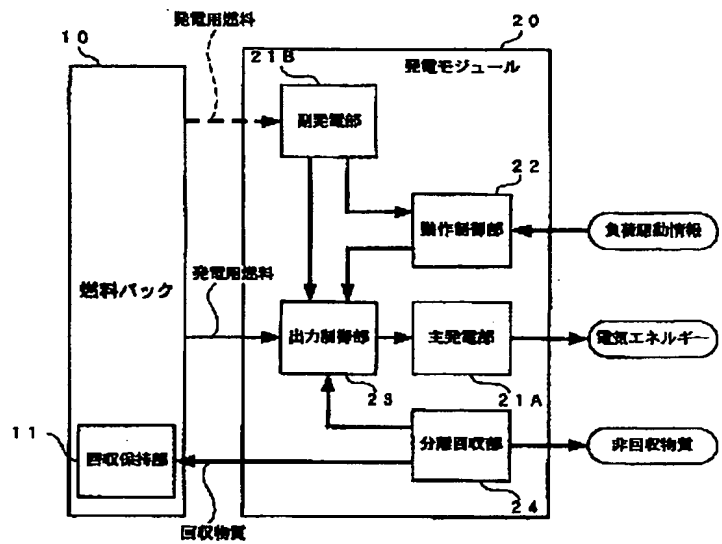 発電用燃料
10
20
21B
発電モジュール
副発電部
22
動作制御部
負荷駆動情報
発電用燃料
燃料パック
出力制御部
主発電部
電気エネルギー
23
21A
11
回収保持部
分離回収部
非回収物質
24
回収物質